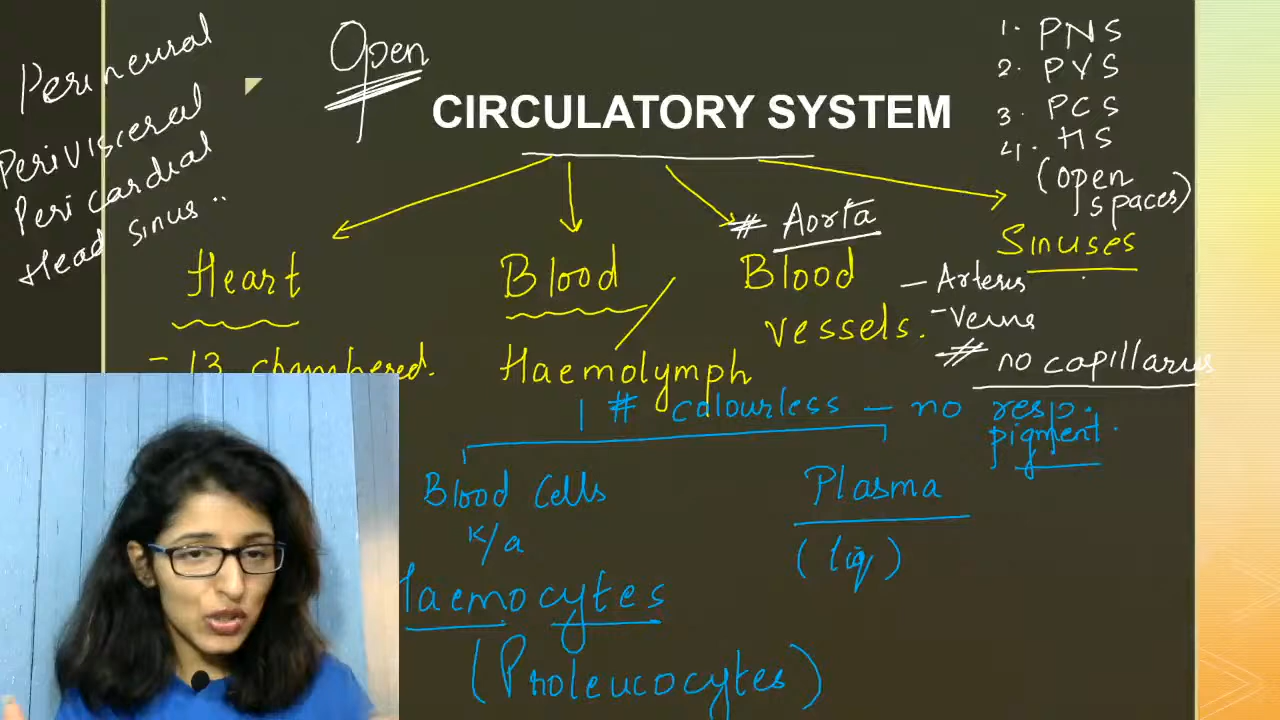 Perineural
Perivisceral
Pericardial
Head sinus..
Open
CIRCULATORY SYSTEM
1. PNS
2. PVS
3. PCS
4. HS
(open
spaces)
Sinuses
Heart
- 13 chambered.
Blood
Haemolymph
# Aorta
Blood
vessels.
- Arteris
- Veins
# no capillarus
# colourless - no resp.
pigment.
Blood Cells
K/a
Haemocytes
(Proleucocytes)
Plasma
(liq)